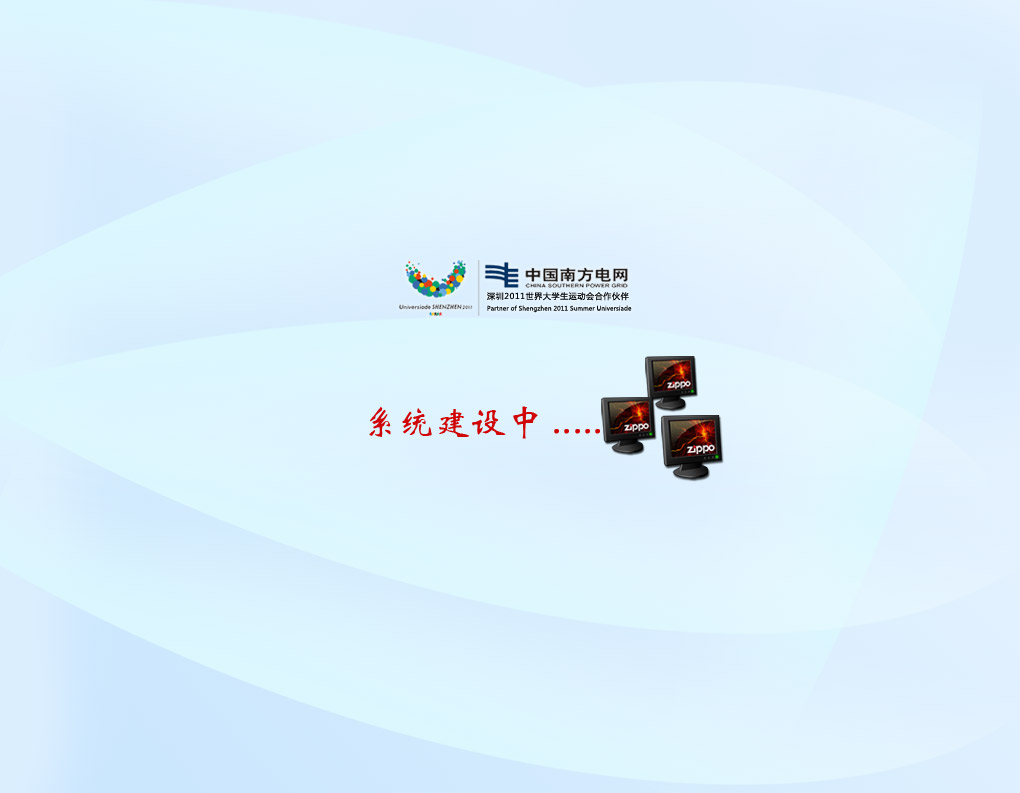 Universiade SHENZHEN 2011
中国南方电网
CHINA SOUTHERN POWER GRID
深圳2011世界大学生运动会合作伙伴
Partner of Shengzhen 2011 Summer Universiade
系统建设中 .....
zippo
zippo
zippo